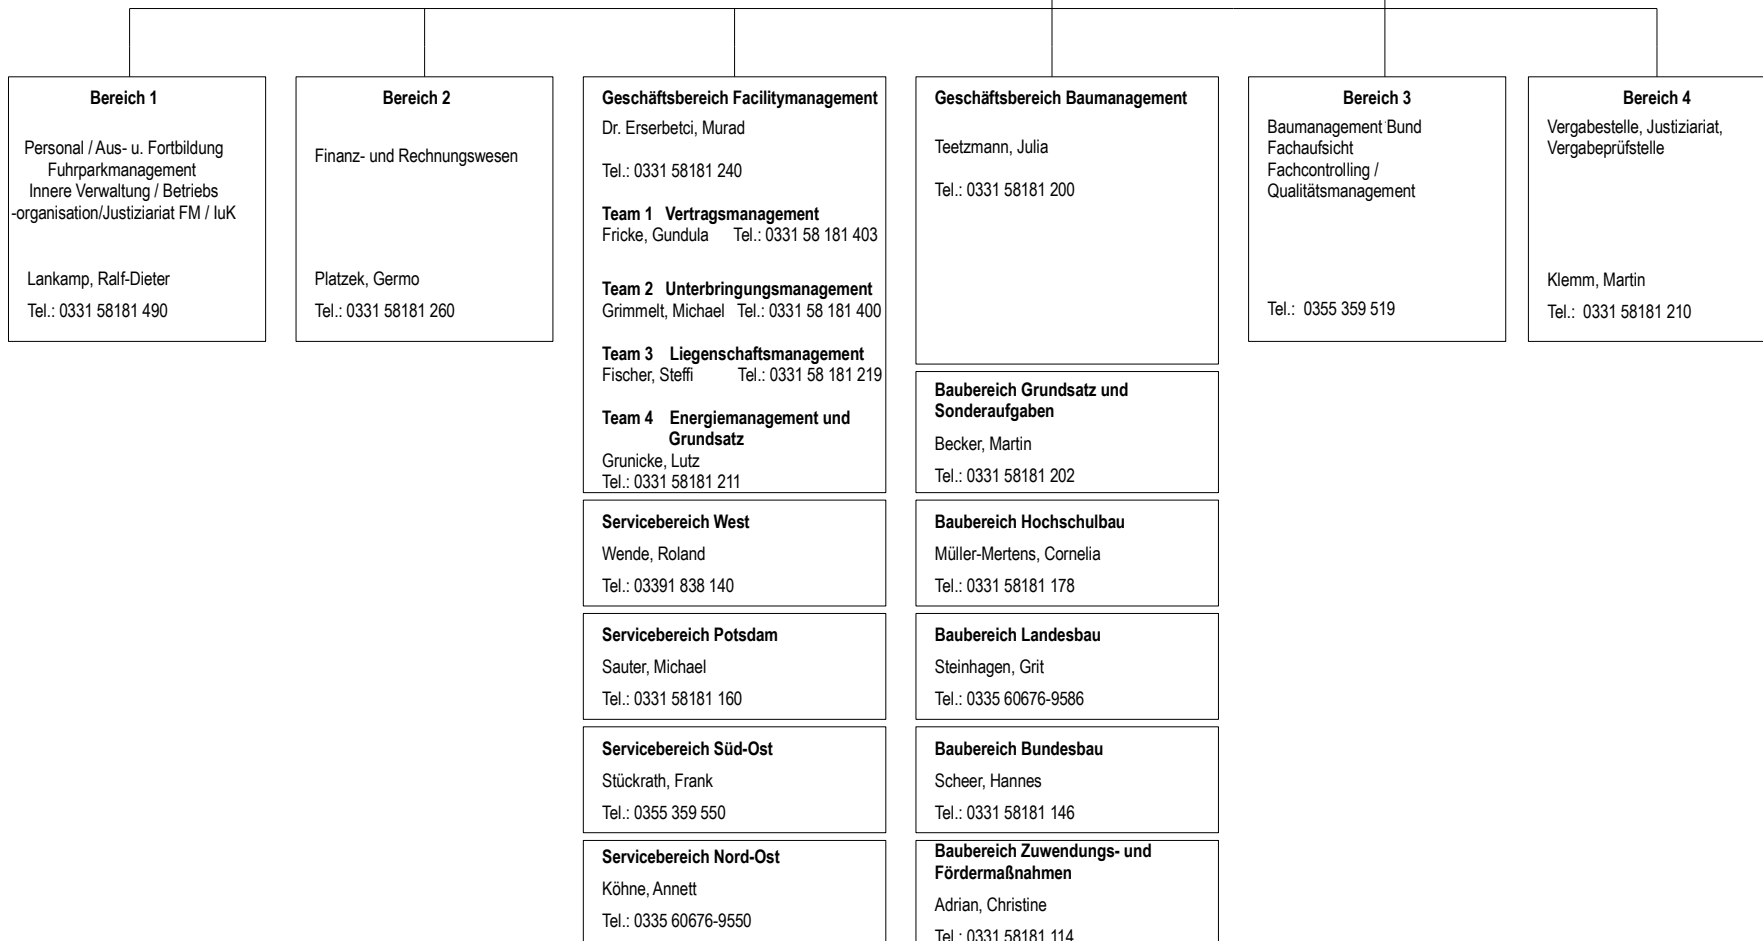 Bereich 1
Personal / Aus- u. Fortbildung
Fuhrparkmanagement
Innere Verwaltung / Betriebs
-organisation/Justiziariat FM / IuK
Lankamp, Ralf-Dieter
Tel.: 0331 58181 490
Bereich 2
Finanz- und Rechnungswesen
Platzek, Germo
Tel.: 0331 58181 260
Geschäftsbereich Facilitymanagement
Dr. Erserbetci, Murad
Tel.: 0331 58181 240
Team 1 Vertragsmanagement
Fricke, Gundula Tel.: 0331 58 181 403
Team 2 Unterbringungsmanagement
Grimmelt, Michael Tel.: 0331 58 181 400
Team 3 Liegenschaftsmanagement
Fischer, Steffi Tel.: 0331 58 181 219
Team 4 Energiemanagement und
Grundsatz
Grunicke, Lutz
Tel.: 0331 58181 211
Servicebereich West
Wende, Roland
Tel.: 03391 838 140
Servicebereich Potsdam
Sauter, Michael
Tel.: 0331 58181 160
Servicebereich Süd-Ost
Stückrath, Frank
Tel.: 0355 359 550
Servicebereich Nord-Ost
Köhne, Annett
Tel.: 0335 60676-9550
Geschäftsbereich Baumanagement
Teetzmann, Julia
Tel.: 0331 58181 200
Baubereich Grundsatz und
Sonderaufgaben
Becker, Martin
Tel.: 0331 58181 202
Baubereich Hochschulbau
Müller-Mertens, Cornelia
Tel.: 0331 58181 178
Baubereich Landesbau
Steinhagen, Grit
Tel.: 0335 60676-9586
Baubereich Bundesbau
Scheer, Hannes
Tel.: 0331 58181 146
Baubereich Zuwendungs- und
Fördermaßnahmen
Adrian, Christine
Tel.: 0331 58181 114
Bereich 3
Baumanagement Bund
Fachaufsicht
Fachcontrolling /
Qualitätsmanagement
Tel.: 0355 359 519
Bereich 4
Vergabestelle, Justiziariat,
Vergabeprüfstelle
Klemm, Martin
Tel.: 0331 58181 210